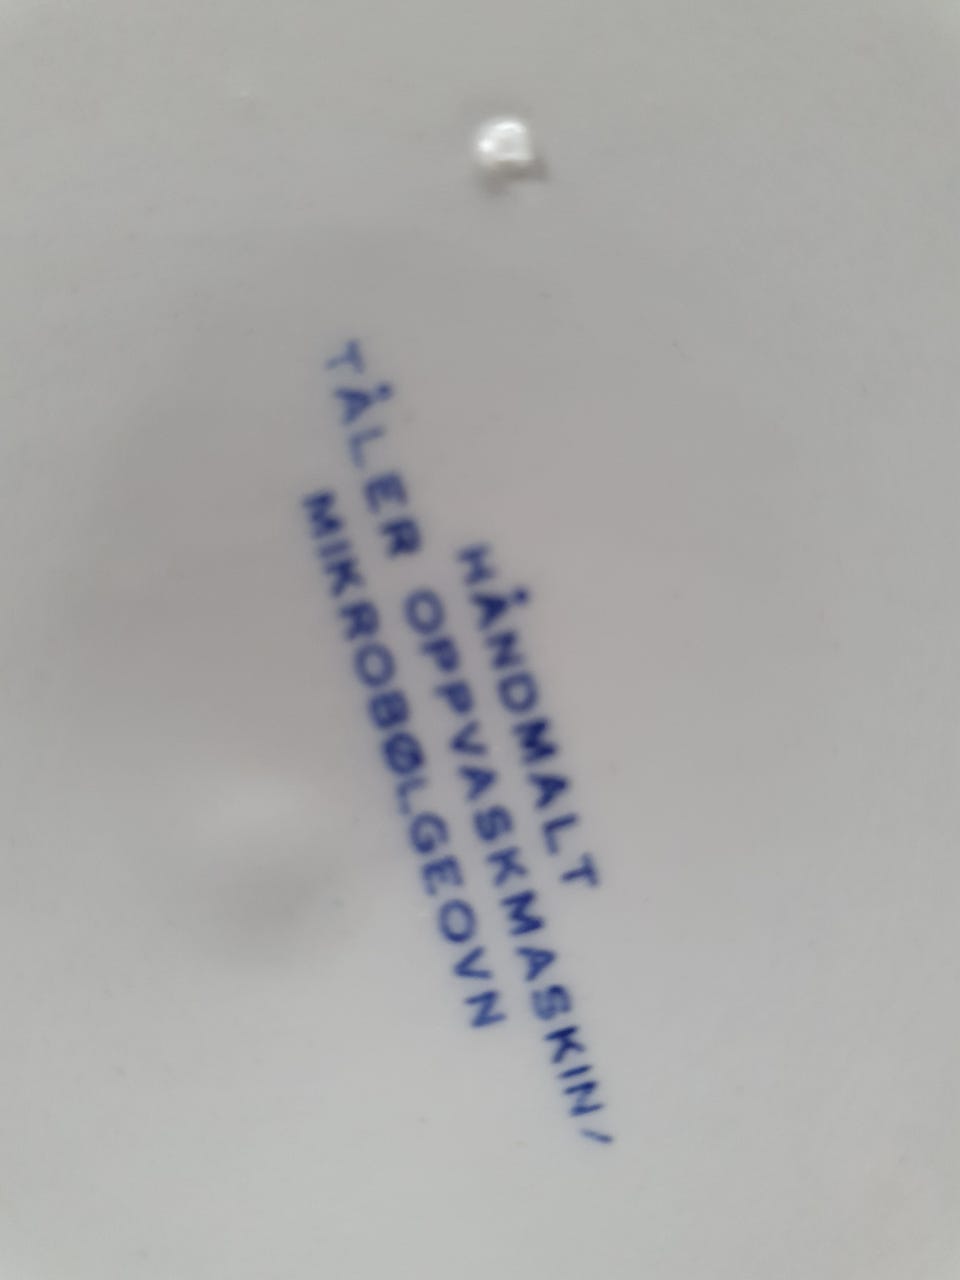 HÅNDMALT
TÅLER OPPVASKMASKIN/
MIKROBØLGEOVN